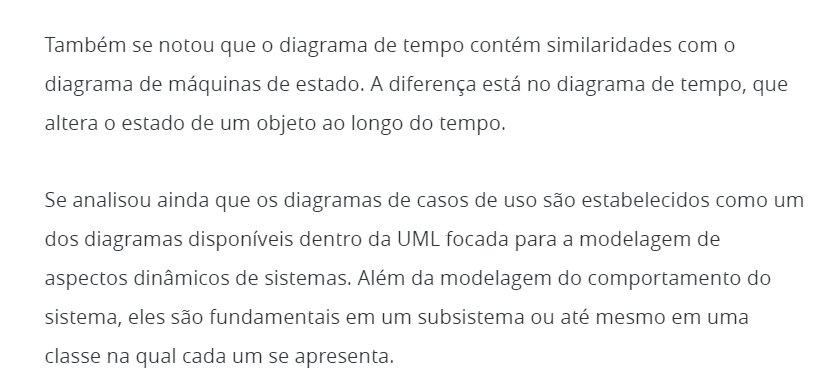 Também se notou que o diagrama de tempo contém similaridades com o
diagrama de máquinas de estado. A diferença está no diagrama de tempo, que
altera o estado de um objeto ao longo do tempo.
Se analisou ainda que os diagramas de casos de uso são estabelecidos como um
dos diagramas disponíveis dentro da UML focada para a modelagem de
aspectos dinâmicos de sistemas. Além da modelagem do comportamento do
sistema, eles são fundamentais em um subsistema ou até mesmo em uma
classe na qual cada um se apresenta.